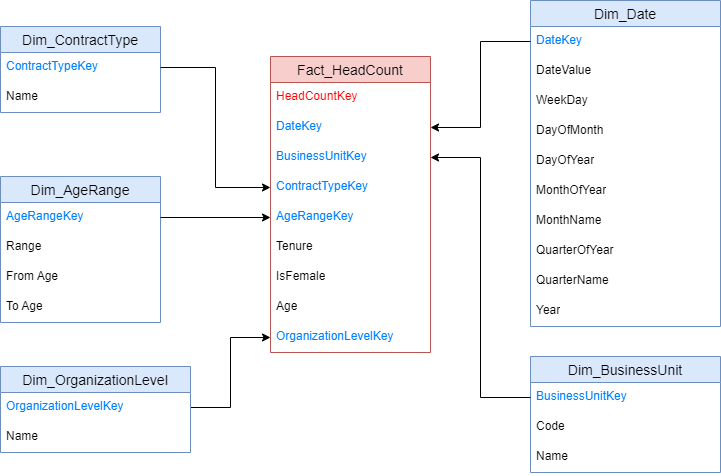 Dim_ContractType
ContractTypeKey
Name
Dim_AgeRange
AgeRangeKey
Range
From Age
To Age
Dim_OrganizationLevel
OrganizationLevelKey
Name
Fact_HeadCount
HeadCountKey
DateKey
BusinessUnitKey
ContractTypeKey
AgeRangeKey
Tenure
IsFemale
Age
OrganizationLevelKey
Dim_Date
DateKey
DateValue
WeekDay
DayOfMonth
DayOfYear
MonthOfYear
MonthName
QuarterOfYear
QuarterName
Year
Dim_BusinessUnit
BusinessUnitKey
Code
Name